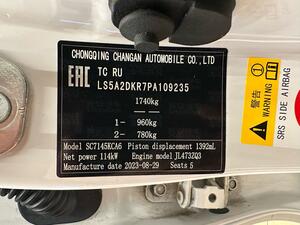 CHONGQING CHANGAN AUTOMOBILE CO.,LTD
EAC TC RU
LS5A2DKR7PA109235
1740kg
1- 960kg
2- 780kg
Model SC7145KCA6 Piston displacement 1392mL
Net power 114kW Engine model JL473ZQ3
Manufacture date 2023-08-29 Seats 5
警告
WARNING
SRS SIDE AIRBAG